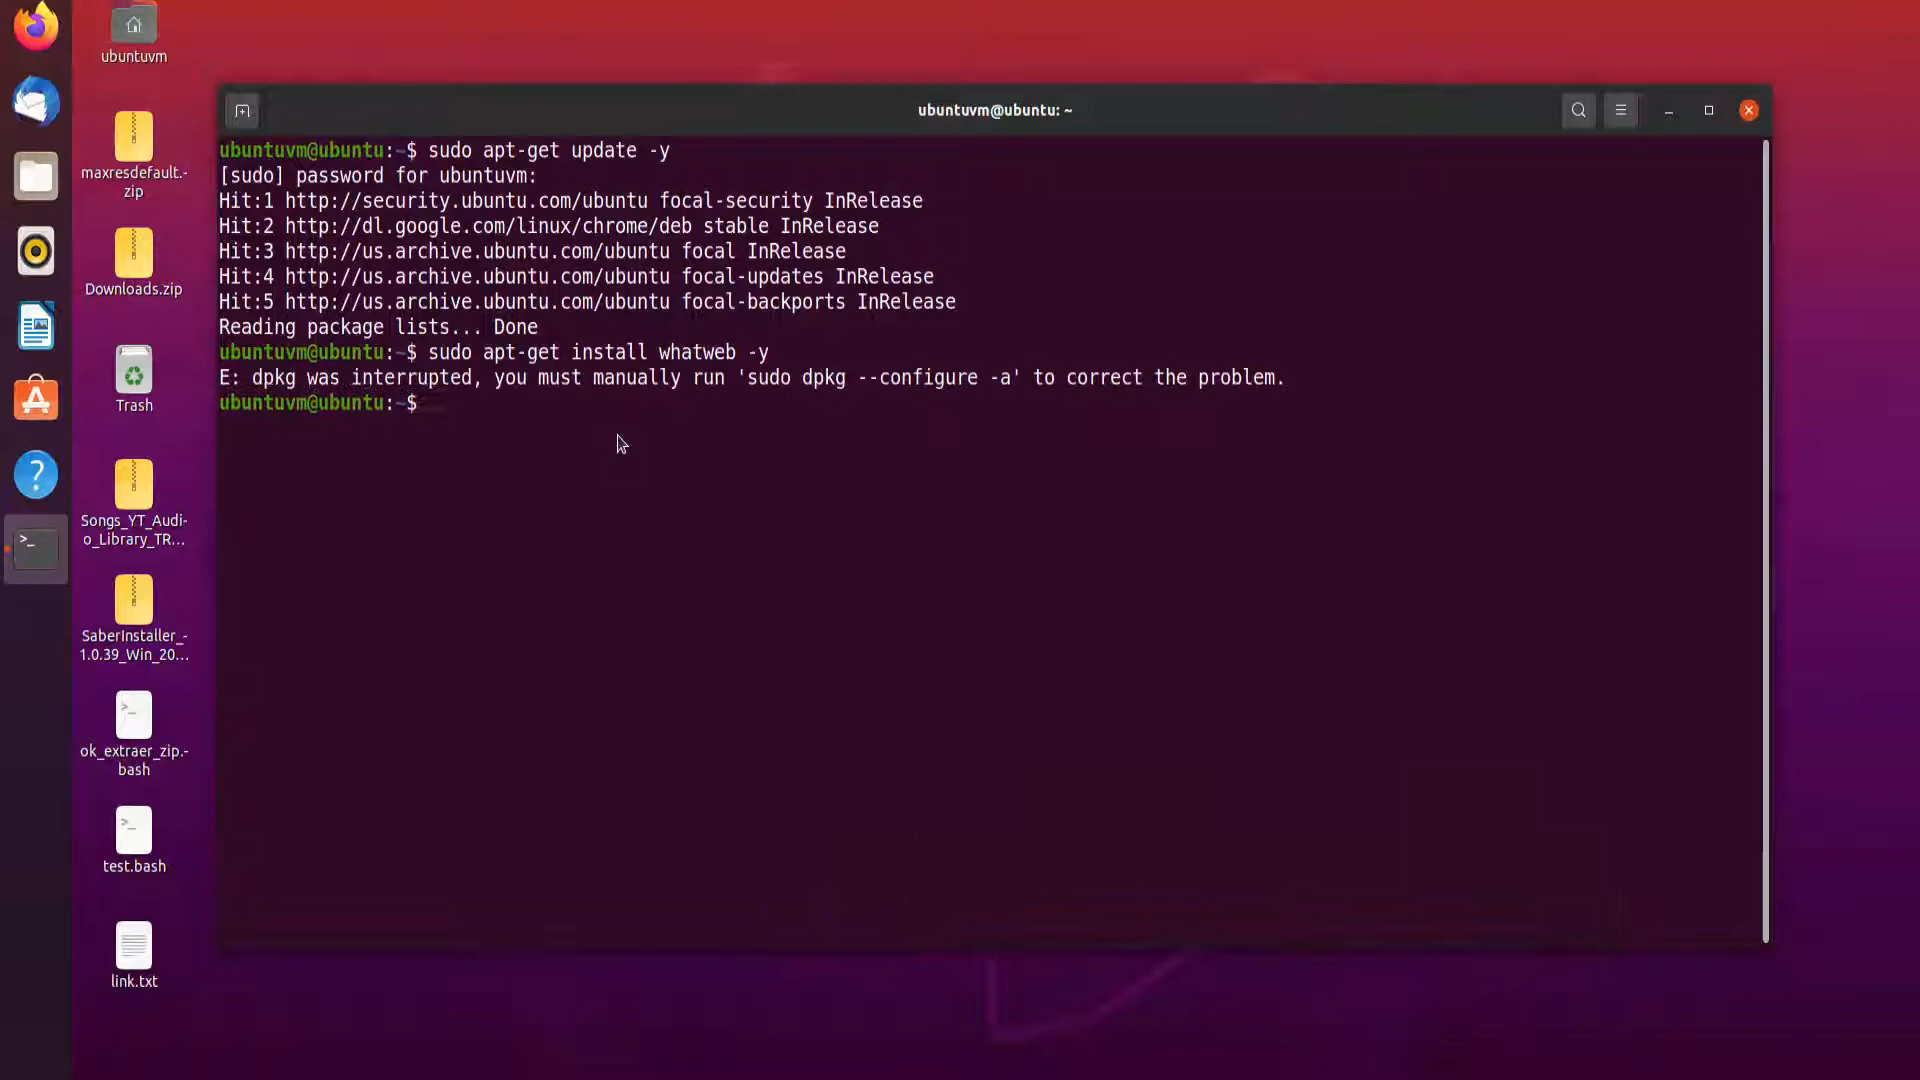 ubuntuvm
maxresdefault.-
zip
Downloads.zip
Trash
Songs_YT_Audi-
o_Library_TR...
SaberInstaller_-
1.0.39_Win_20...
ok_extraer_zip.-
bash
test.bash
link.txt
ubuntuvm@ubuntu: ~
ubuntuvm@ubuntu:~$ sudo apt-get update -y
[sudo] password for ubuntuvm:
Hit:1 http://security.ubuntu.com/ubuntu focal-security InRelease
Hit:2 http://dl.google.com/linux/chrome/deb stable InRelease
Hit:3 http://us.archive.ubuntu.com/ubuntu focal InRelease
Hit:4 http://us.archive.ubuntu.com/ubuntu focal-updates InRelease
Hit:5 http://us.archive.ubuntu.com/ubuntu focal-backports InRelease
Reading package lists... Done
ubuntuvm@ubuntu:~$ sudo apt-get install whatweb -y
E: dpkg was interrupted, you must manually run 'sudo dpkg --configure -a' to correct the problem.
ubuntuvm@ubuntu:~$